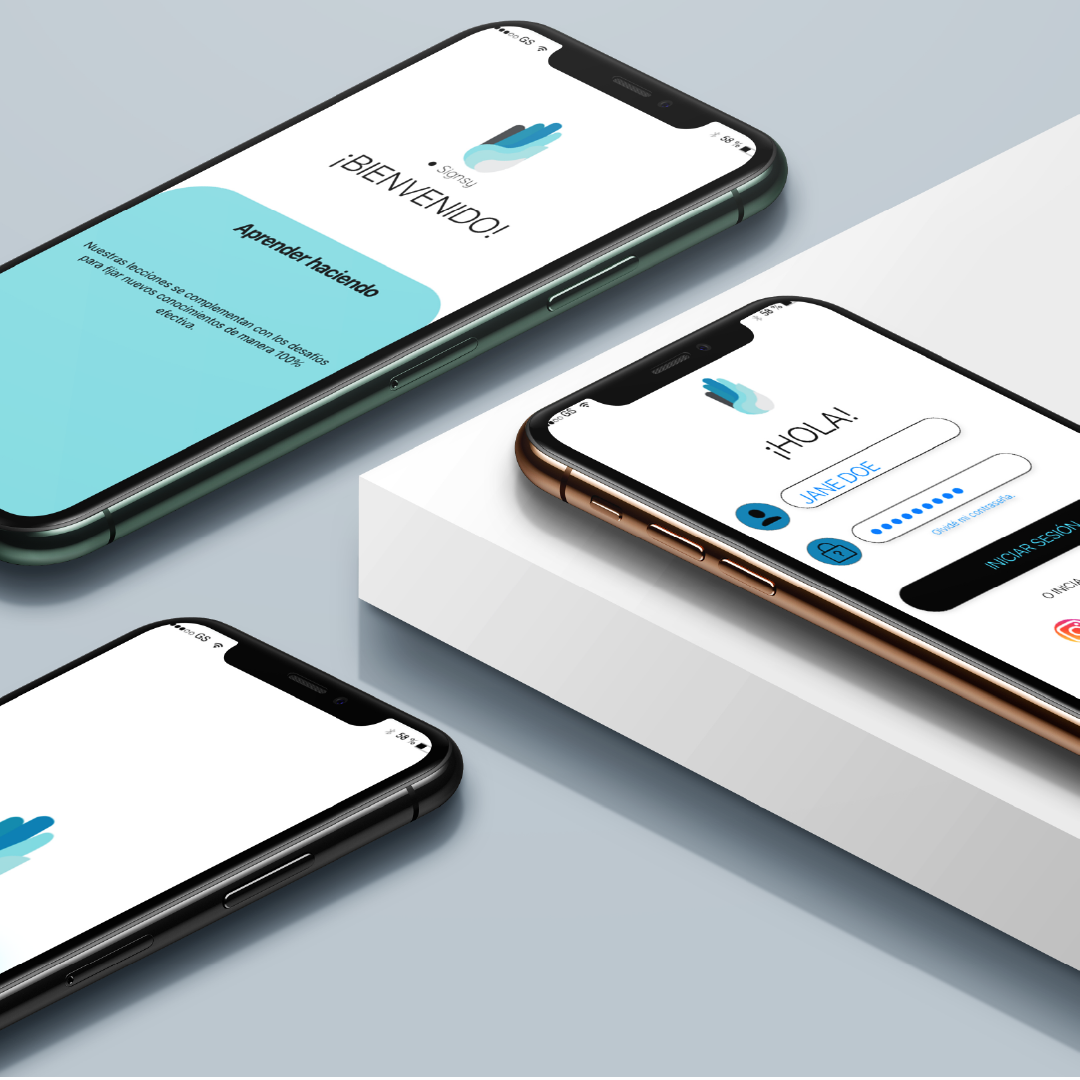 GS
58 %
Signsy
¡BIENVENIDO!
Aprender haciendo
Nuestras lecciones se complementan con los desafíos
para fijar nuevos conocimientos de manera 100%
efectiva.
GS
58 %
¡HOLA!
JANE DOE
?
Olvidé mi contraseña.
INICIAR SESIÓN
O INICIA
GS
58 %